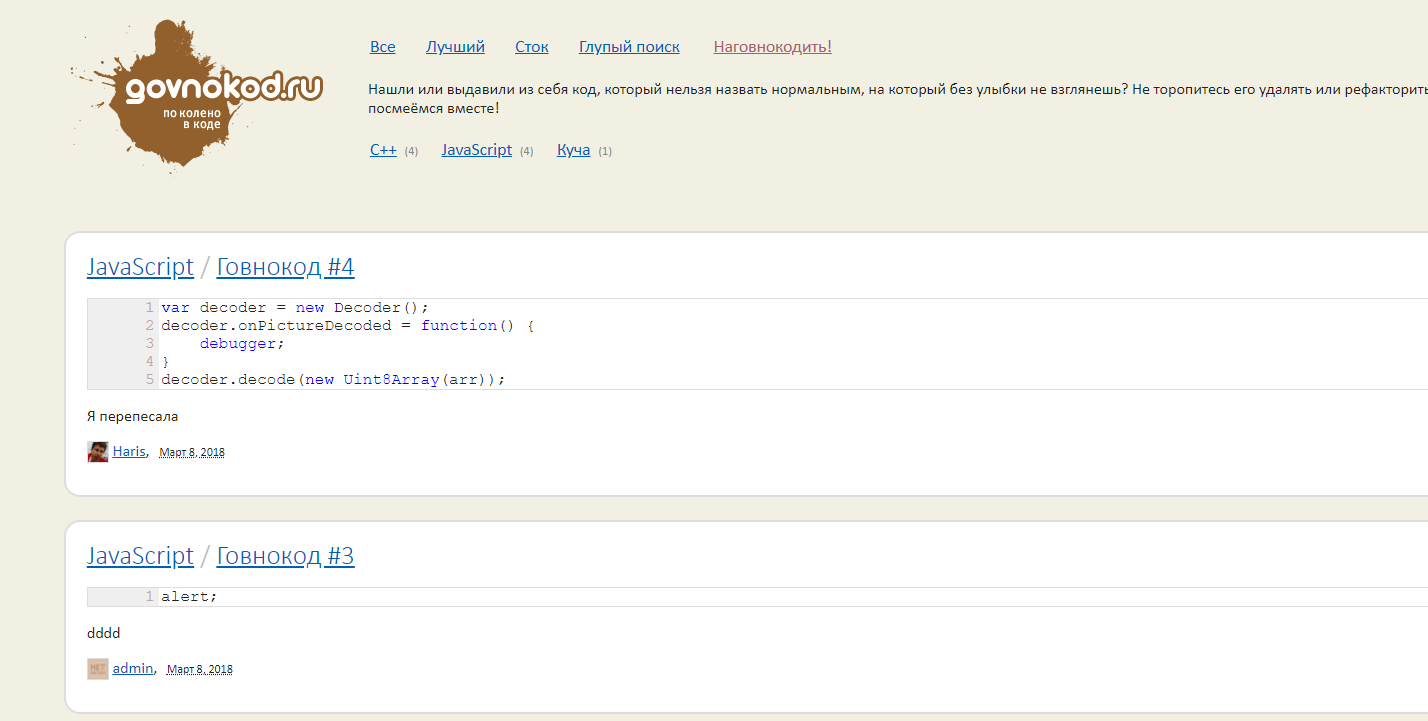 govnokod.ru
по колено
в коде
Все Лучший Сток Глупый поиск Наговнокодить!
Нашли или выдавили из себя код, который нельзя назвать нормальным, на который без улыбки не взглянешь? Не торопитесь его удалять или рефакторить
посмеёмся вместе!
C++ (4) JavaScript (4) Куча (1)
JavaScript / Говнокод #4
1 var decoder = new Decoder();
2 decoder.onPictureDecoded = function() {
3 debugger;
4 }
5 decoder.decode(new Uint8Array(arr));
Я перепесала
Haris, Март 8, 2018
JavaScript / Говнокод #3
1 alert;
dddd
НЕТ
admin, Март 8, 2018